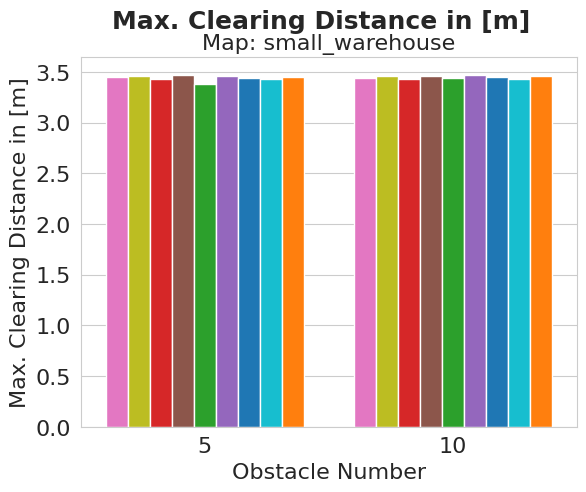 Max. Clearing Distance in [m]
Map: small_warehouse
Max. Clearing Distance in [m]
3.5
3.0
2.5
2.0
1.5
1.0
0.5
0.0
5
10
Obstacle Number